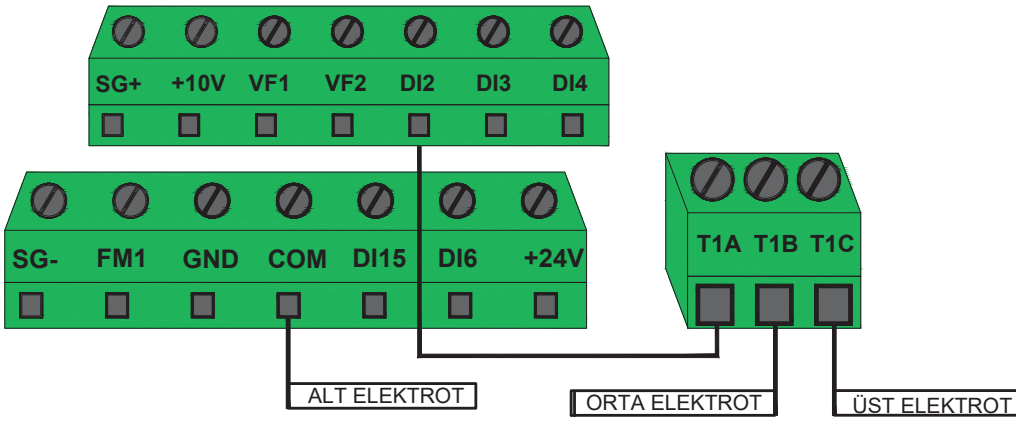 SG+ +10V VF1 VF2 DI2 DI3 DI4
SG- FM1 GND COM DI15 DI6 +24V
T1A T1B T1C
ALT ELEKTROT
ORTA ELEKTROT
ÜST ELEKTROT